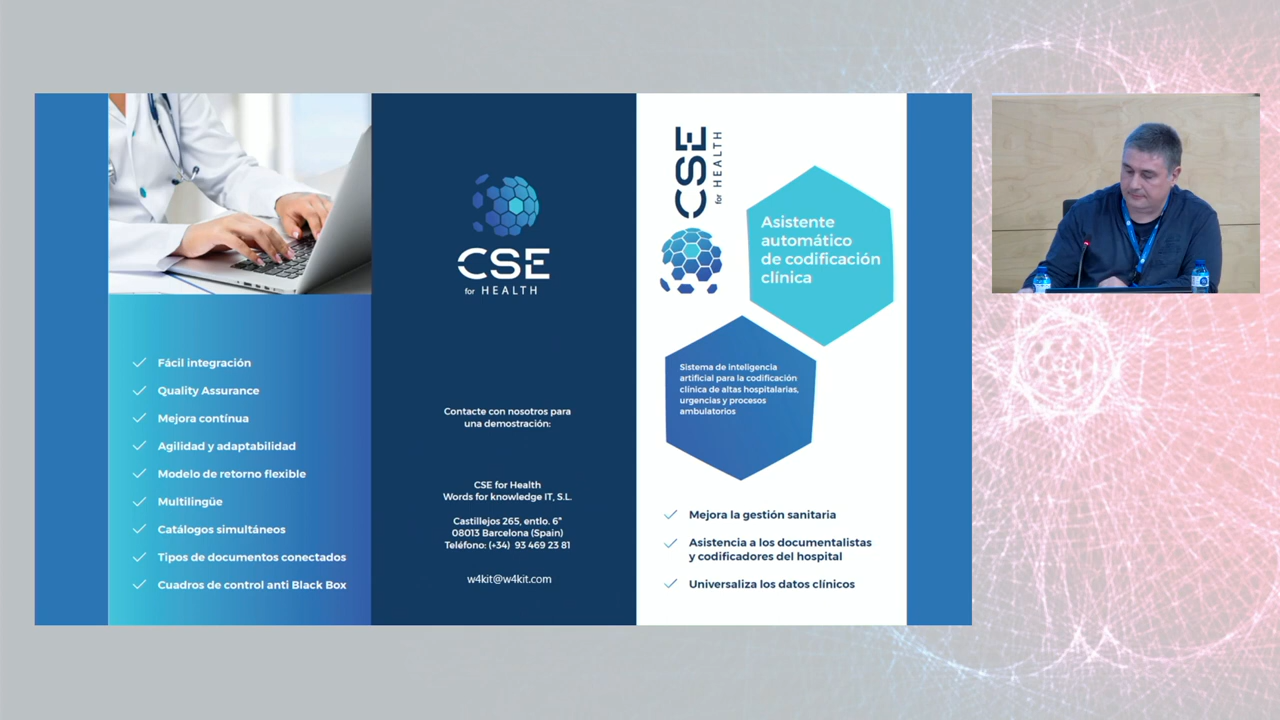 Fácil integración
Quality Assurance
Mejora contínua
Agilidad y adaptabilidad
Modelo de retorno flexible
Multilingüe
Catálogos simultáneos
Tipos de documentos conectados
Cuadros de control anti Black Box
CSE
for HEALTH
Contacte con nosotros para
una demostración:
CSE for Health
Words for knowledge IT, S.L.
Castillejos 265, entlo. 6ª
08013 Barcelona (Spain)
Teléfono: (+34) 93 469 23 81
w4kit@w4kit.com
CSE
for HEALTH
Asistente
automático
de codificación
clínica
Sistema de inteligencia
artificial para la codificación
clínica de altas hospitalarias,
urgencias y procesos
ambulatorios
Mejora la gestión sanitaria
Asistencia a los documentalistas
y codificadores del hospital
Universaliza los datos clínicos